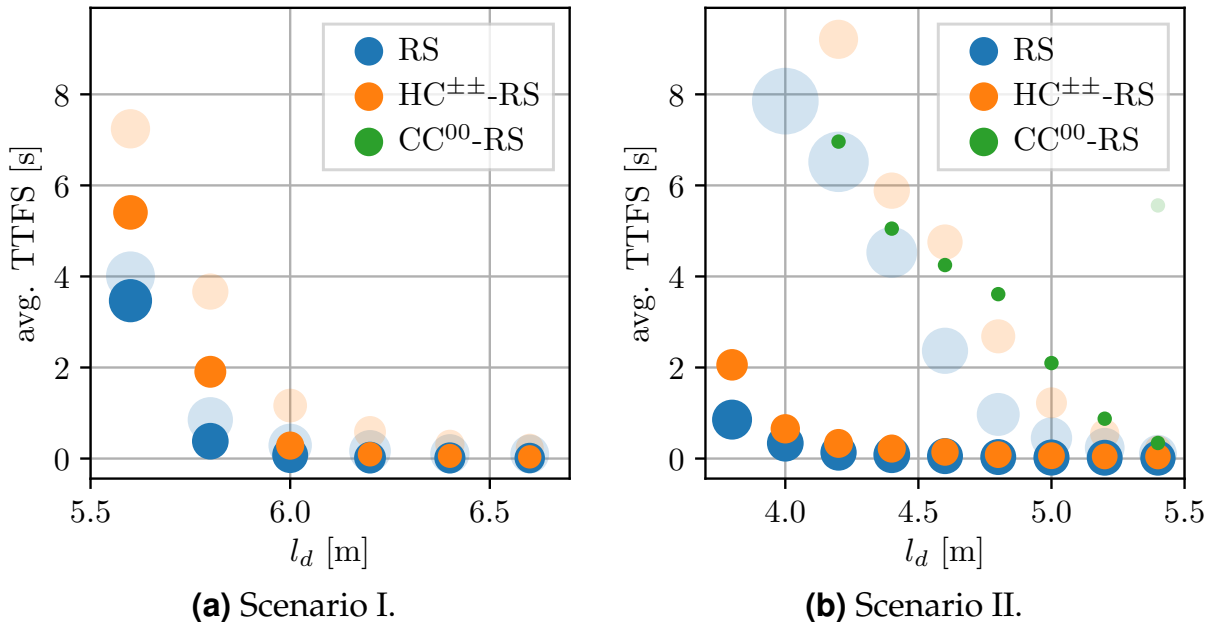 RS
HC±±-RS
CC⁰⁰-RS
8
6
4
2
0
avg. TTFS [s]
5.5 6.0 6.5
l_d [m]
(a) Scenario I.
RS
HC±±-RS
CC⁰⁰-RS
8
6
4
2
0
avg. TTFS [s]
4.0 4.5 5.0 5.5
l_d [m]
(b) Scenario II.